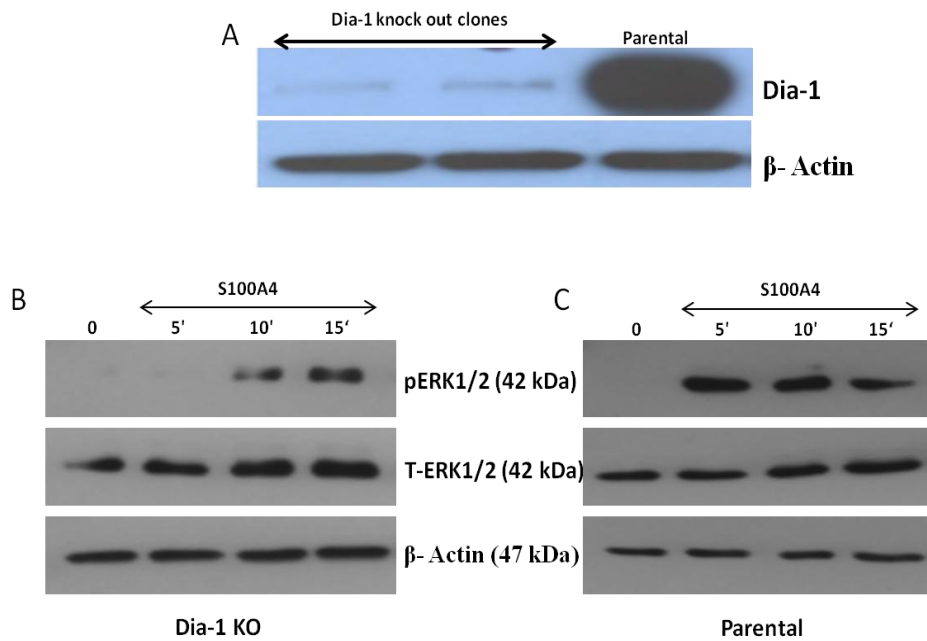 A
Dia-1 knock out clones
Parental
Dia-1
β- Actin
B
S100A4
0 5' 10' 15‘
C
S100A4
0 5' 10' 15‘
pERK1/2 (42 kDa)
T-ERK1/2 (42 kDa)
β- Actin (47 kDa)
Dia-1 KO
Parental